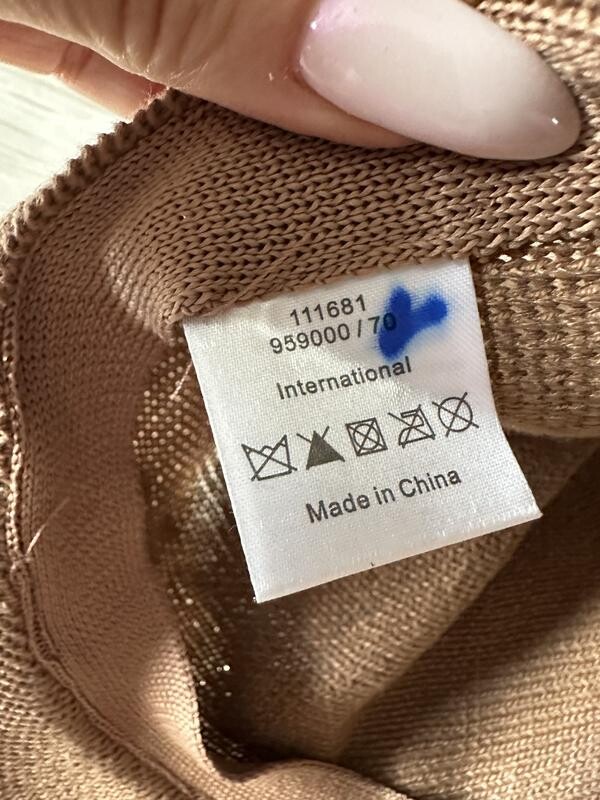 111681
959000 / 70
International
Made in China